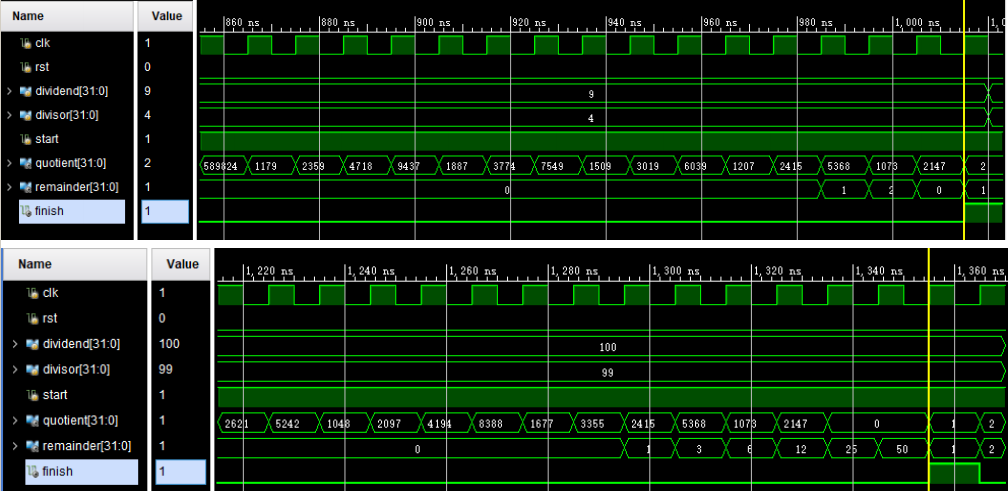 Name Value 860 ns 880 ns 900 ns 920 ns 940 ns 960 ns 980 ns 1,000 ns
clk 1
rst 0
dividend[31:0] 9 9
divisor[31:0] 4 4
start 1
quotient[31:0] 2 589824 1179 2359 4718 9437 1887 3774 7549 1509 3019 6039 1207 2415 5368 1073 2147 2
remainder[31:0] 1 0 1 2 0 1
finish 1
Name Value 1,220 ns 1,240 ns 1,260 ns 1,280 ns 1,300 ns 1,320 ns 1,340 ns 1,360 ns
clk 1
rst 0
dividend[31:0] 100 100
divisor[31:0] 99 99
start 1
quotient[31:0] 1 2621 5242 1048 2097 4194 8388 1677 3355 2415 5368 1073 2147 0 1 2
remainder[31:0] 1 0 1 3 6 12 25 50 1 2
finish 1